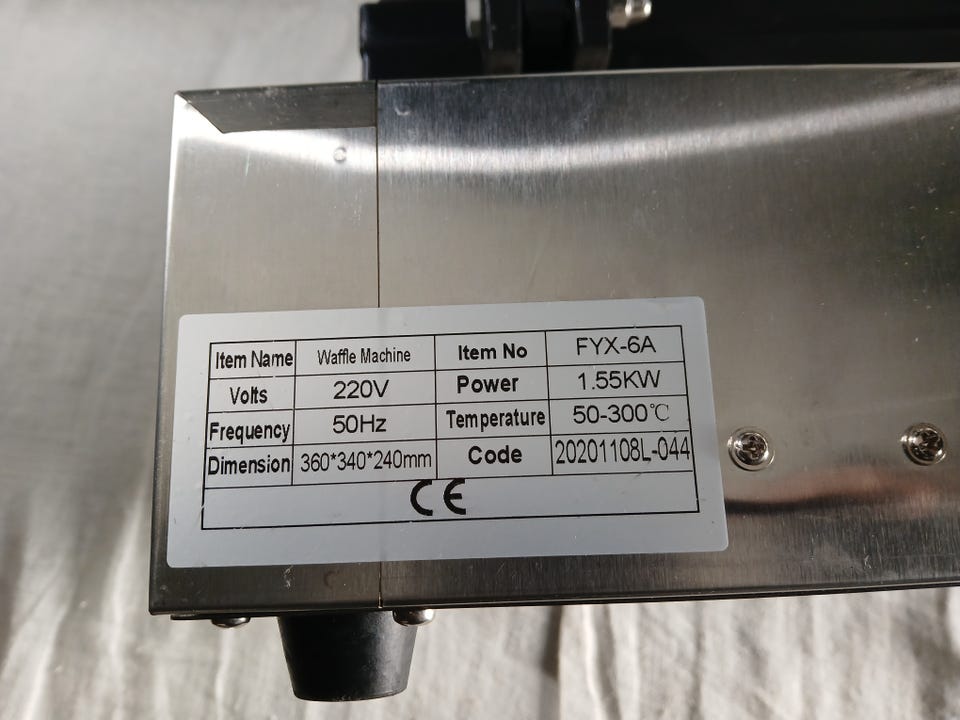 Item Name Waffle Machine Item No FYX-6A
Volts 220V Power 1.55KW
Frequency 50Hz Temperature 50-300℃
Dimension 360*340*240mm Code 20201108L-044
CE